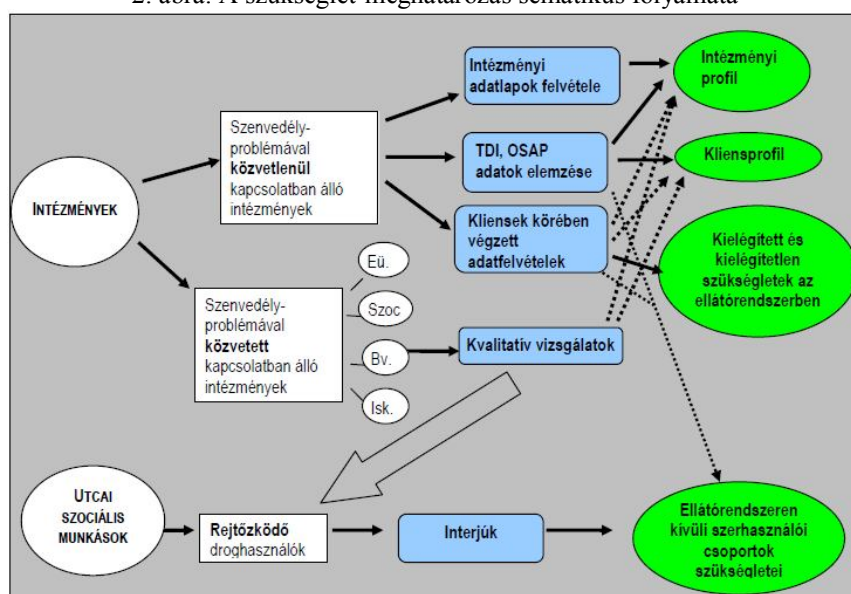 2. ábra: A szükséglet-meghatározás sematikus folyamata
Intézményi
adatlapok felvétele
Intézményi
profil
Szenvedély-
problémával
közvetlenül
kapcsolatban álló
intézmények
TDI, OSAP
adatok elemzése
Kliensprofil
INTÉZMÉNYEK
Kliensek körében
végzett
adatfelvételek
Kielégített és
kielégítetlen
szükségletek az
ellátórendszerben
Szenvedély-
problémával
közvetett
kapcsolatban álló
intézmények
Eü.
Szoc
Bv.
Isk.
Kvalitatív vizsgálatok
UTCAI
SZOCIÁLIS
MUNKÁSOK
Rejtőzködő
droghasználók
Interjúk
Ellátórendszeren
kívüli szerhasználói
csoportok
szükségletei